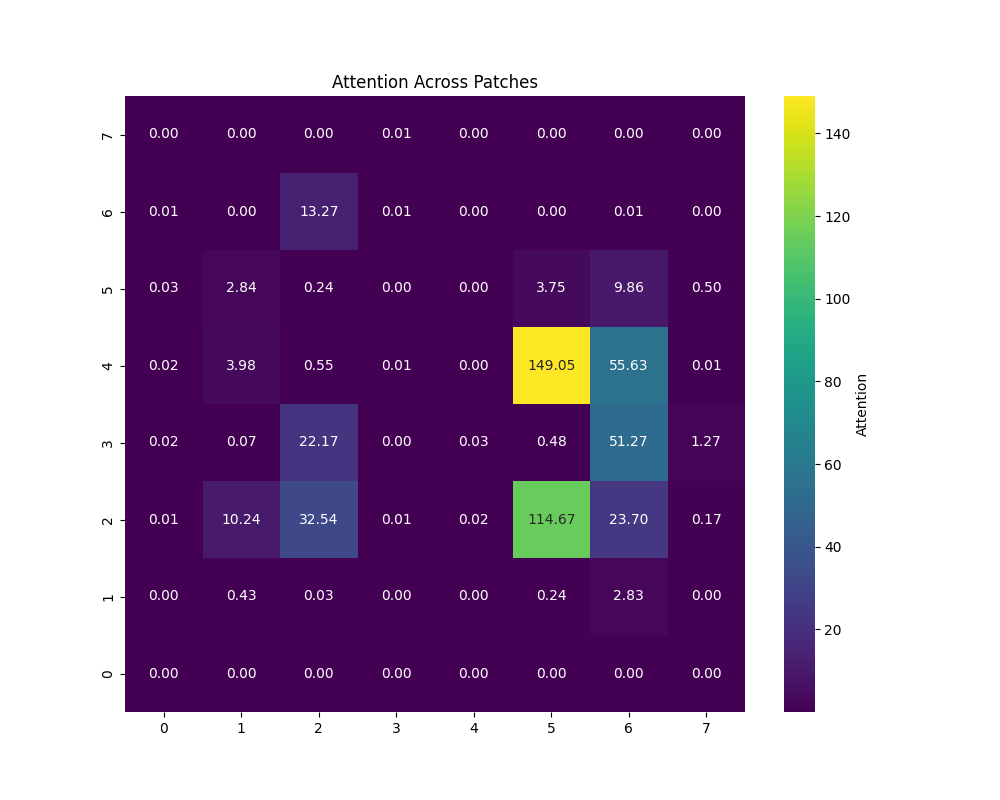 Attention Across Patches
7 0.00 0.00 0.00 0.01 0.00 0.00 0.00 0.00
140
6 0.01 0.00 13.27 0.01 0.00 0.00 0.01 0.00
120
5 0.03 2.84 0.24 0.00 0.00 3.75 9.86 0.50
100
4 0.02 3.98 0.55 0.01 0.00 149.05 55.63 0.01
80
Attention
3 0.02 0.07 22.17 0.00 0.03 0.48 51.27 1.27
60
2 0.01 10.24 32.54 0.01 0.02 114.67 23.70 0.17
40
1 0.00 0.43 0.03 0.00 0.00 0.24 2.83 0.00
20
0 0.00 0.00 0.00 0.00 0.00 0.00 0.00 0.00
0 1 2 3 4 5 6 7